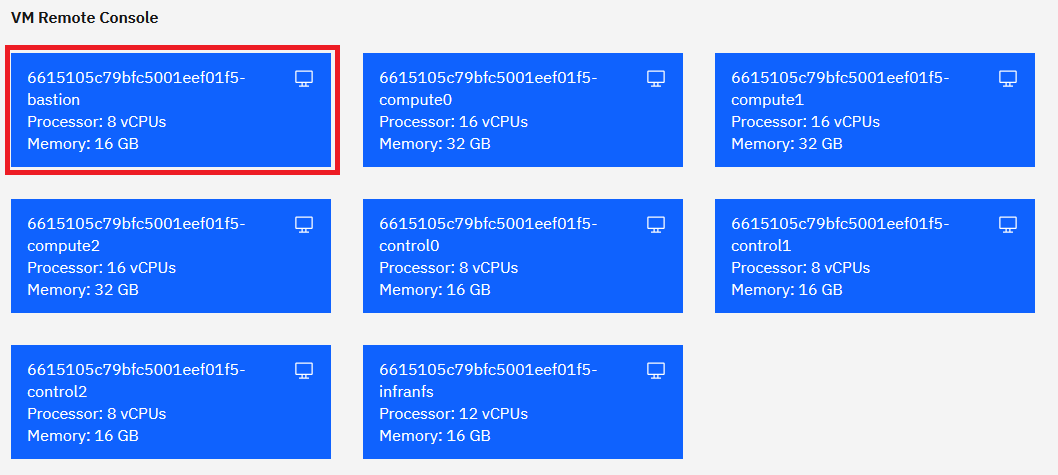 VM Remote Console
6615105c79bfc5001eef01f5-
bastion
Processor: 8 vCPUs
Memory: 16 GB
6615105c79bfc5001eef01f5-
compute0
Processor: 16 vCPUs
Memory: 32 GB
6615105c79bfc5001eef01f5-
compute1
Processor: 16 vCPUs
Memory: 32 GB
6615105c79bfc5001eef01f5-
compute2
Processor: 16 vCPUs
Memory: 32 GB
6615105c79bfc5001eef01f5-
control0
Processor: 8 vCPUs
Memory: 16 GB
6615105c79bfc5001eef01f5-
control1
Processor: 8 vCPUs
Memory: 16 GB
6615105c79bfc5001eef01f5-
control2
Processor: 8 vCPUs
Memory: 16 GB
6615105c79bfc5001eef01f5-
infranfs
Processor: 12 vCPUs
Memory: 16 GB